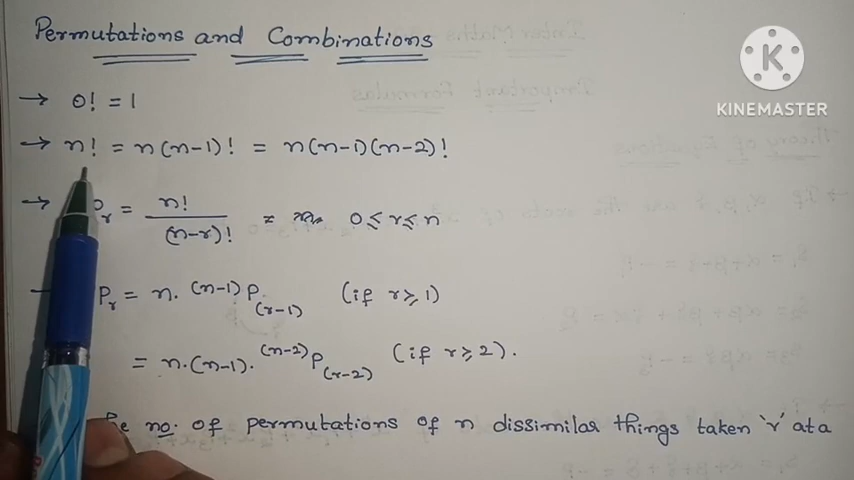 Permutations and Combinations
KINEMASTER
→ 0! = 1
→ n! = n(n-1)! = n(n-1)(n-2)!
→ Pr = n!/(n-r)! = 0 ≤ r ≤ n
Pr = n. (n-1)P(r-1) (if r ≥ 1)
= n.(n-1). (n-2)P(r-2) (if r ≥ 2).
no. of permutations of n dissimilar things taken 'r' at a